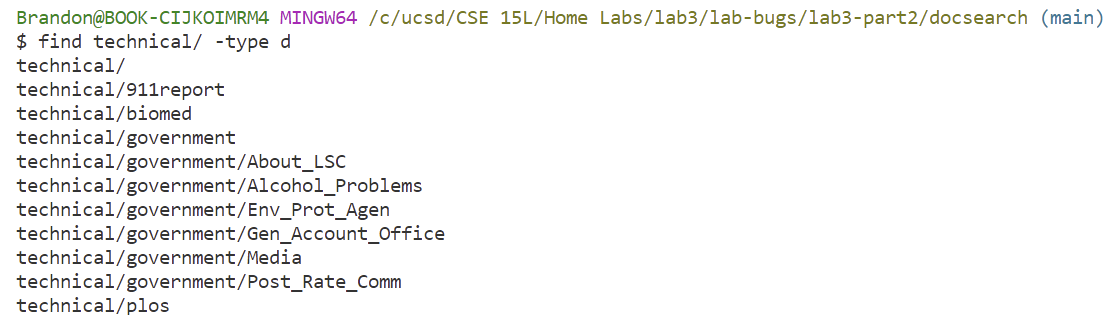 Brandon@BOOK-CIJKOIMRM4 MINGW64 /c/ucsd/CSE 15L/Home Labs/lab3/lab-bugs/lab3-part2/docsearch (main)
$ find technical/ -type d
technical/
technical/911report
technical/biomed
technical/government
technical/government/About_LSC
technical/government/Alcohol_Problems
technical/government/Env_Prot_Agen
technical/government/Gen_Account_Office
technical/government/Media
technical/government/Post_Rate_Comm
technical/plos